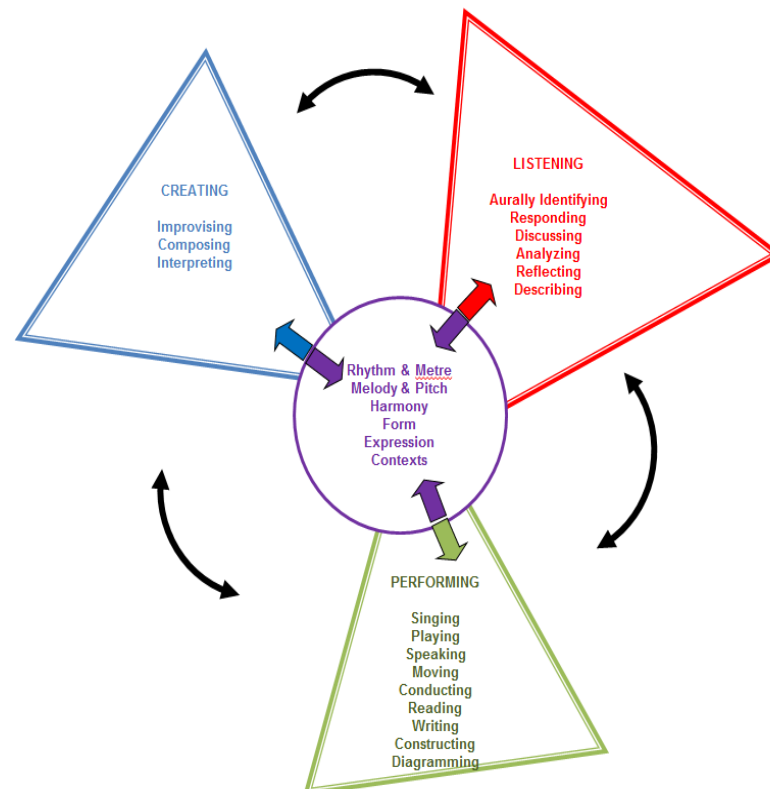 CREATING
Improvising
Composing
Interpreting
LISTENING
Aurally Identifying
Responding
Discussing
Analyzing
Reflecting
Describing
Rhythm & Metre
Melody & Pitch
Harmony
Form
Expression
Contexts
PERFORMING
Singing
Playing
Speaking
Moving
Conducting
Reading
Writing
Constructing
Diagramming